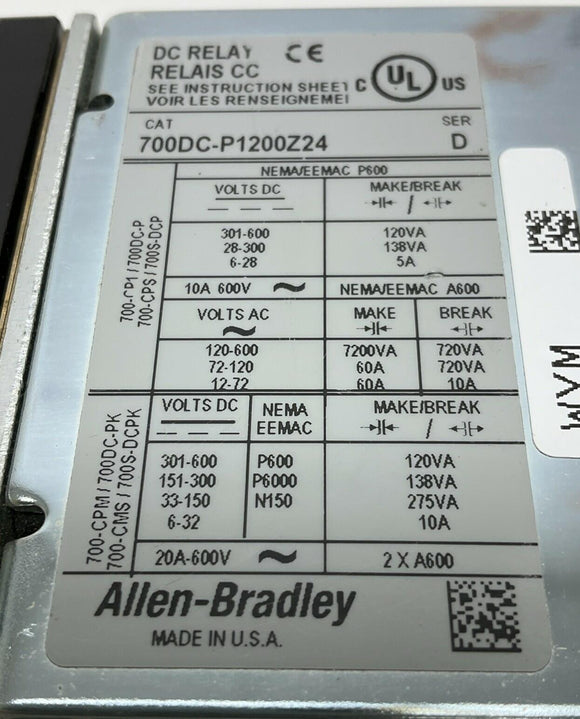 DC RELAY CE
RELAIS CC
SEE INSTRUCTION SHEET
VOIR LES RENSEIGNEME
C UL US
CAT SER
700DC-P1200Z24 D
700-CP1 / 700DC-P
700-CPS / 700S-DCP
NEMA/EEMAC P600
VOLTS DC MAKE/BREAK
/
301-600 120VA
28-300 138VA
6-28 5A
10A 600V ~ NEMA/EEMAC A600
VOLTS AC MAKE BREAK
~
120-600 7200VA 720VA
72-120 60A 720VA
12-72 60A 10A
700-CPM / 700DC-PK
700-CMS / 700S-DCPK
VOLTS DC NEMA MAKE/BREAK
EEMAC /
301-600 P600 120VA
151-300 P6000 138VA
33-150 N150 275VA
6-32 10A
20A-600V ~ 2 X A600
Allen-Bradley
MADE IN U.S.A.
WYM